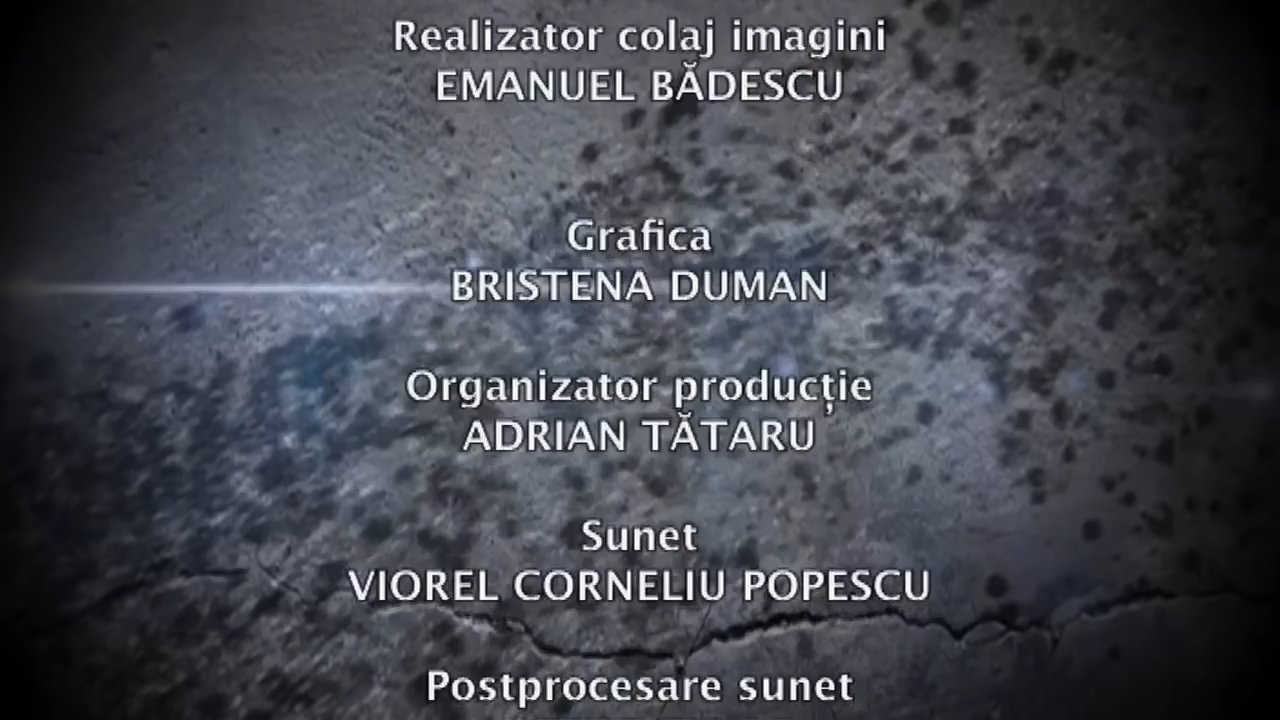 Realizator colaj imagini
EMANUEL BĂDESCU
Grafica
BRISTENA DUMAN
Organizator producție
ADRIAN TĂTARU
Sunet
VIOREL CORNELIU POPESCU
Postprocesare sunet